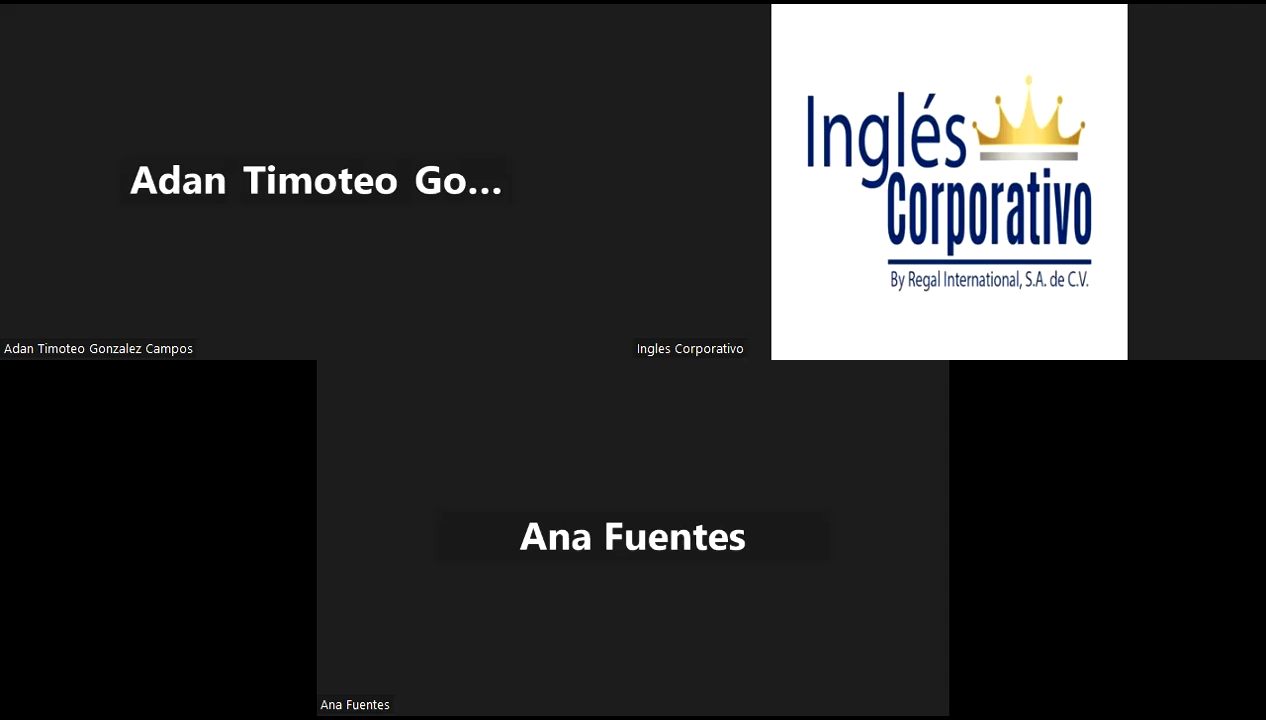 Adan Timoteo Go...
Adan Timoteo Gonzalez Campos
Inglés
Corporativo
By Regal International, S.A. de C.V.
Ingles Corporativo
Ana Fuentes
Ana Fuentes